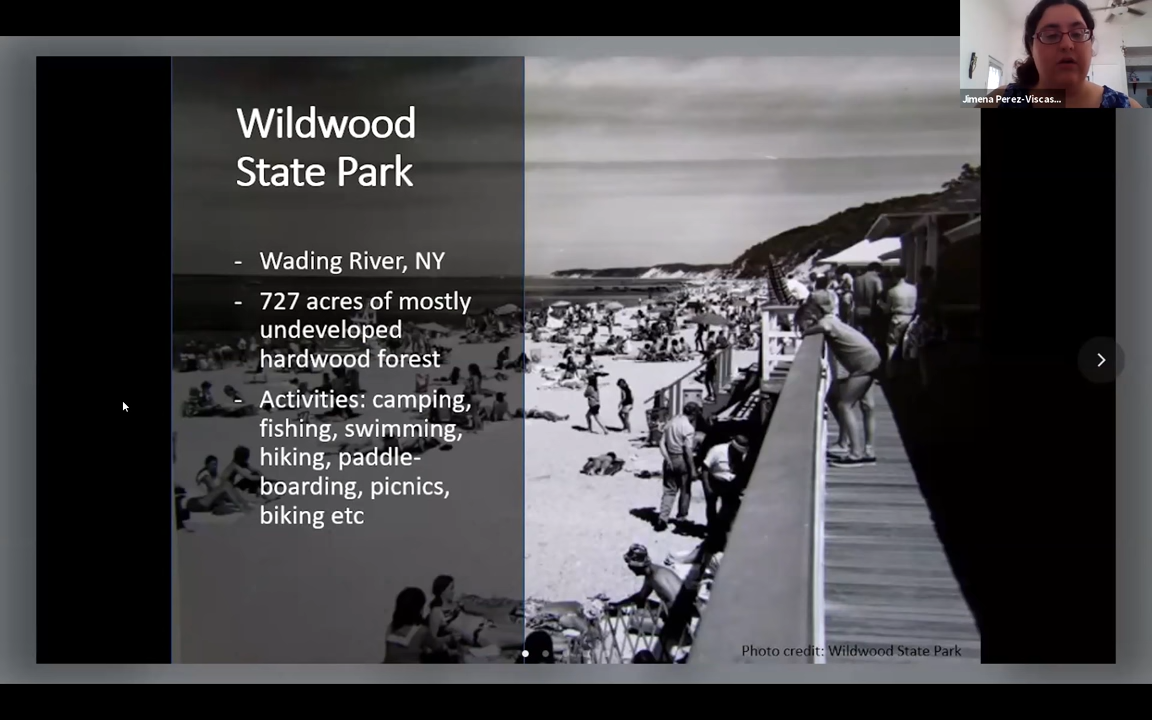 Jimena Perez-Viscas...
Wildwood
State Park
- Wading River, NY
- 727 acres of mostly
undeveloped
hardwood forest
- Activities: camping,
fishing, swimming,
hiking, paddle-
boarding, picnics,
biking etc
Photo credit: Wildwood State Park